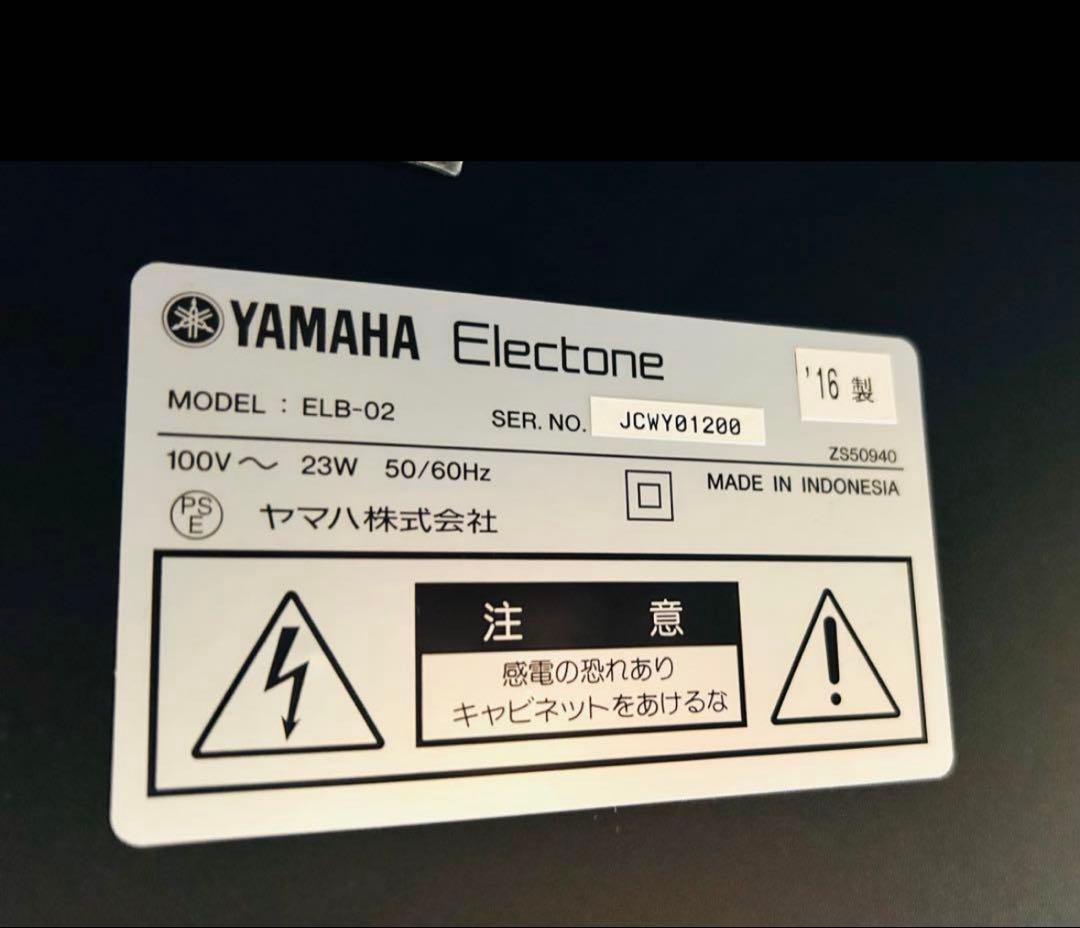 YAMAHA Electone
'16 製
MODEL : ELB-02 SER. NO. JCWY01200
ZS50940
100V～ 23W 50/60Hz
MADE IN INDONESIA
PS
E
ヤマハ株式会社
注 意
感電の恐れあり
キャビネットをあけるな